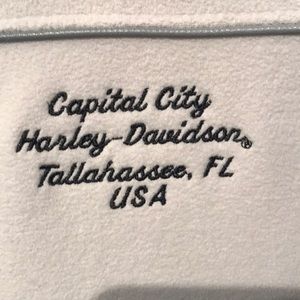 Capital City
Harley-Davidson®
Tallahassee, FL
USA